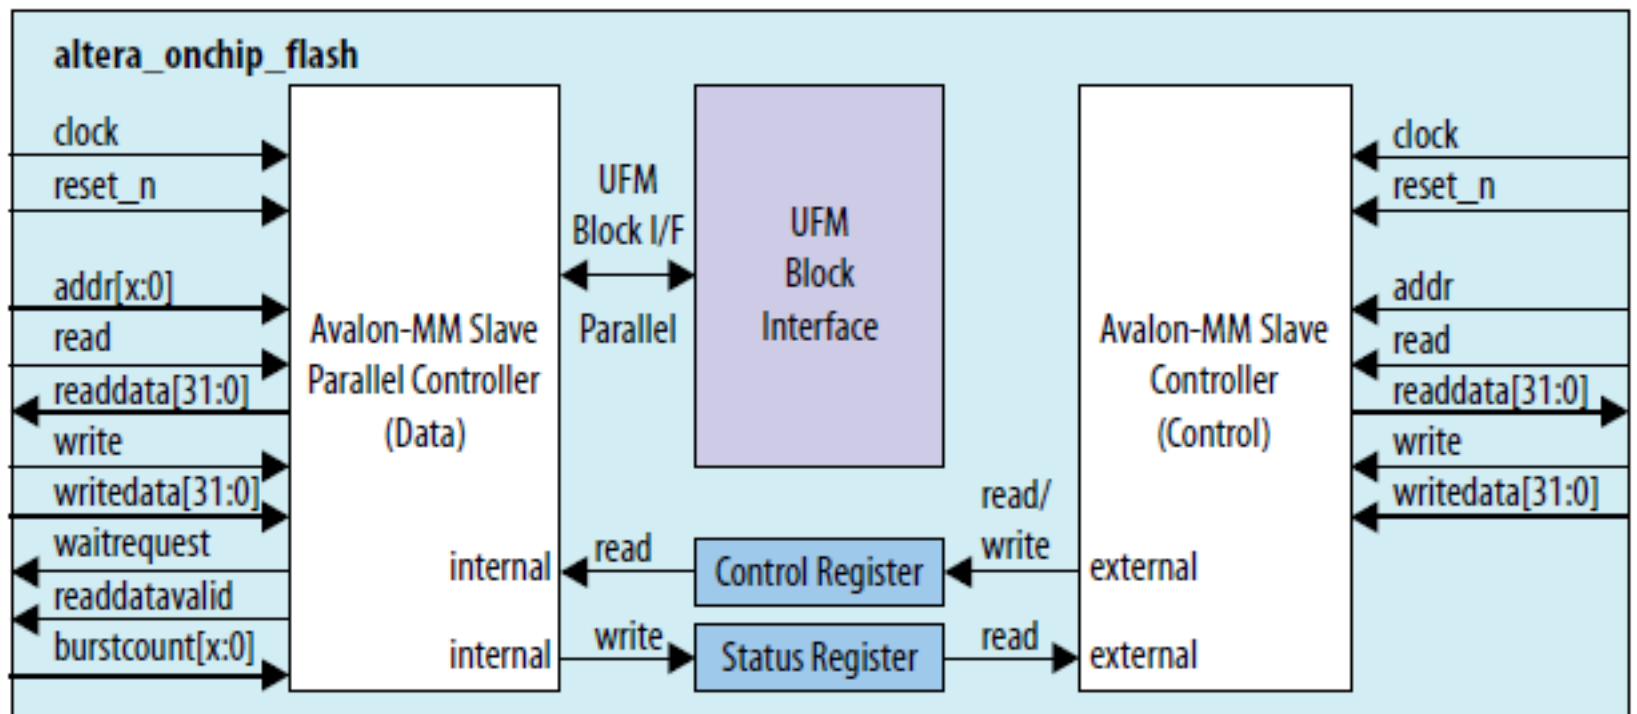 altera_onchip_flash
clock
reset_n
addr[x:0]
read
readdata[31:0]
write
writedata[31:0]
waitrequest
readdatavalid
burstcount[x:0]
Avalon-MM Slave
Parallel Controller
(Data)
internal
internal
UFM
Block I/F
Parallel
read
write
UFM
Block
Interface
Control Register
Status Register
read/
write
read
Avalon-MM Slave
Controller
(Control)
external
external
clock
reset_n
addr
read
readdata[31:0]
write
writedata[31:0]